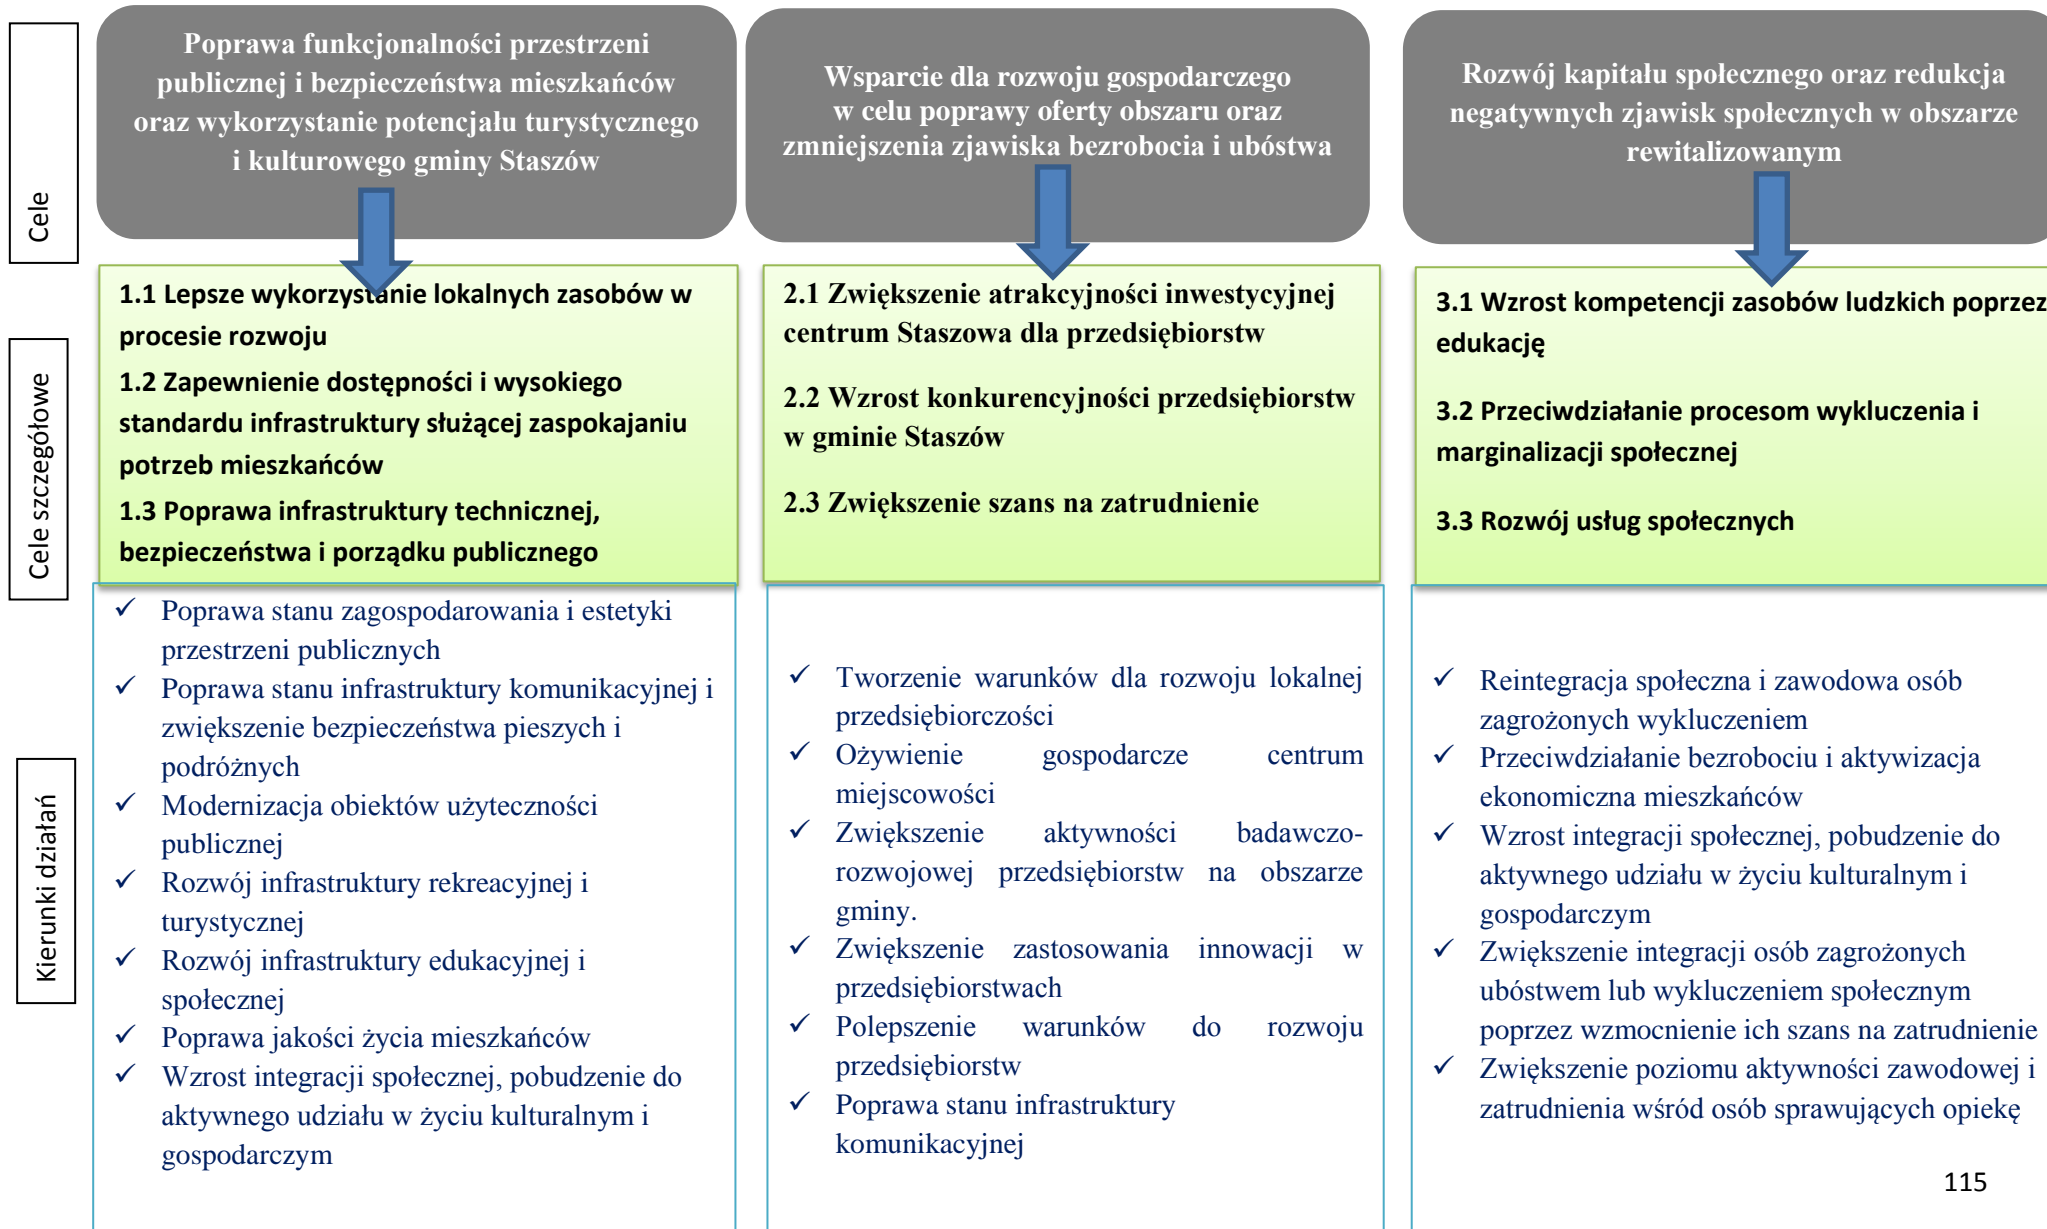 Cele
Poprawa funkcjonalności przestrzeni
publicznej i bezpieczeństwa mieszkańców
oraz wykorzystanie potencjału turystycznego
i kulturowego gminy Staszów
Wsparcie dla rozwoju gospodarczego
w celu poprawy oferty obszaru oraz
zmniejszenia zjawiska bezrobocia i ubóstwa
Rozwój kapitału społecznego oraz redukcja
negatywnych zjawisk społecznych w obszarze
rewitalizowanym
Cele szczegółowe
1.1 Lepsze wykorzystanie lokalnych zasobów w
procesie rozwoju
1.2 Zapewnienie dostępności i wysokiego
standardu infrastruktury służącej zaspokajaniu
potrzeb mieszkańców
1.3 Poprawa infrastruktury technicznej,
bezpieczeństwa i porządku publicznego
2.1 Zwiększenie atrakcyjności inwestycyjnej
centrum Staszowa dla przedsiębiorstw
2.2 Wzrost konkurencyjności przedsiębiorstw
w gminie Staszów
2.3 Zwiększenie szans na zatrudnienie
3.1 Wzrost kompetencji zasobów ludzkich poprzez
edukację
3.2 Przeciwdziałanie procesom wykluczenia i
marginalizacji społecznej
3.3 Rozwój usług społecznych
Kierunki działań
✓ Poprawa stanu zagospodarowania i estetyki
przestrzeni publicznych
✓ Poprawa stanu infrastruktury komunikacyjnej i
zwiększenie bezpieczeństwa pieszych i
podróżnych
✓ Modernizacja obiektów użyteczności
publicznej
✓ Rozwój infrastruktury rekreacyjnej i
turystycznej
✓ Rozwój infrastruktury edukacyjnej i
społecznej
✓ Poprawa jakości życia mieszkańców
✓ Wzrost integracji społecznej, pobudzenie do
aktywnego udziału w życiu kulturalnym i
gospodarczym
✓ Tworzenie warunków dla rozwoju lokalnej
przedsiębiorczości
✓ Ożywienie gospodarcze centrum
miejscowości
✓ Zwiększenie aktywności badawczo-
rozwojowej przedsiębiorstw na obszarze
gminy.
✓ Zwiększenie zastosowania innowacji w
przedsiębiorstwach
✓ Polepszenie warunków do rozwoju
przedsiębiorstw
✓ Poprawa stanu infrastruktury
komunikacyjnej
✓ Reintegracja społeczna i zawodowa osób
zagrożonych wykluczeniem
✓ Przeciwdziałanie bezrobociu i aktywizacja
ekonomiczna mieszkańców
✓ Wzrost integracji społecznej, pobudzenie do
aktywnego udziału w życiu kulturalnym i
gospodarczym
✓ Zwiększenie integracji osób zagrożonych
ubóstwem lub wykluczeniem społecznym
poprzez wzmocnienie ich szans na zatrudnienie
✓ Zwiększenie poziomu aktywności zawodowej i
zatrudnienia wśród osób sprawujących opiekę
115